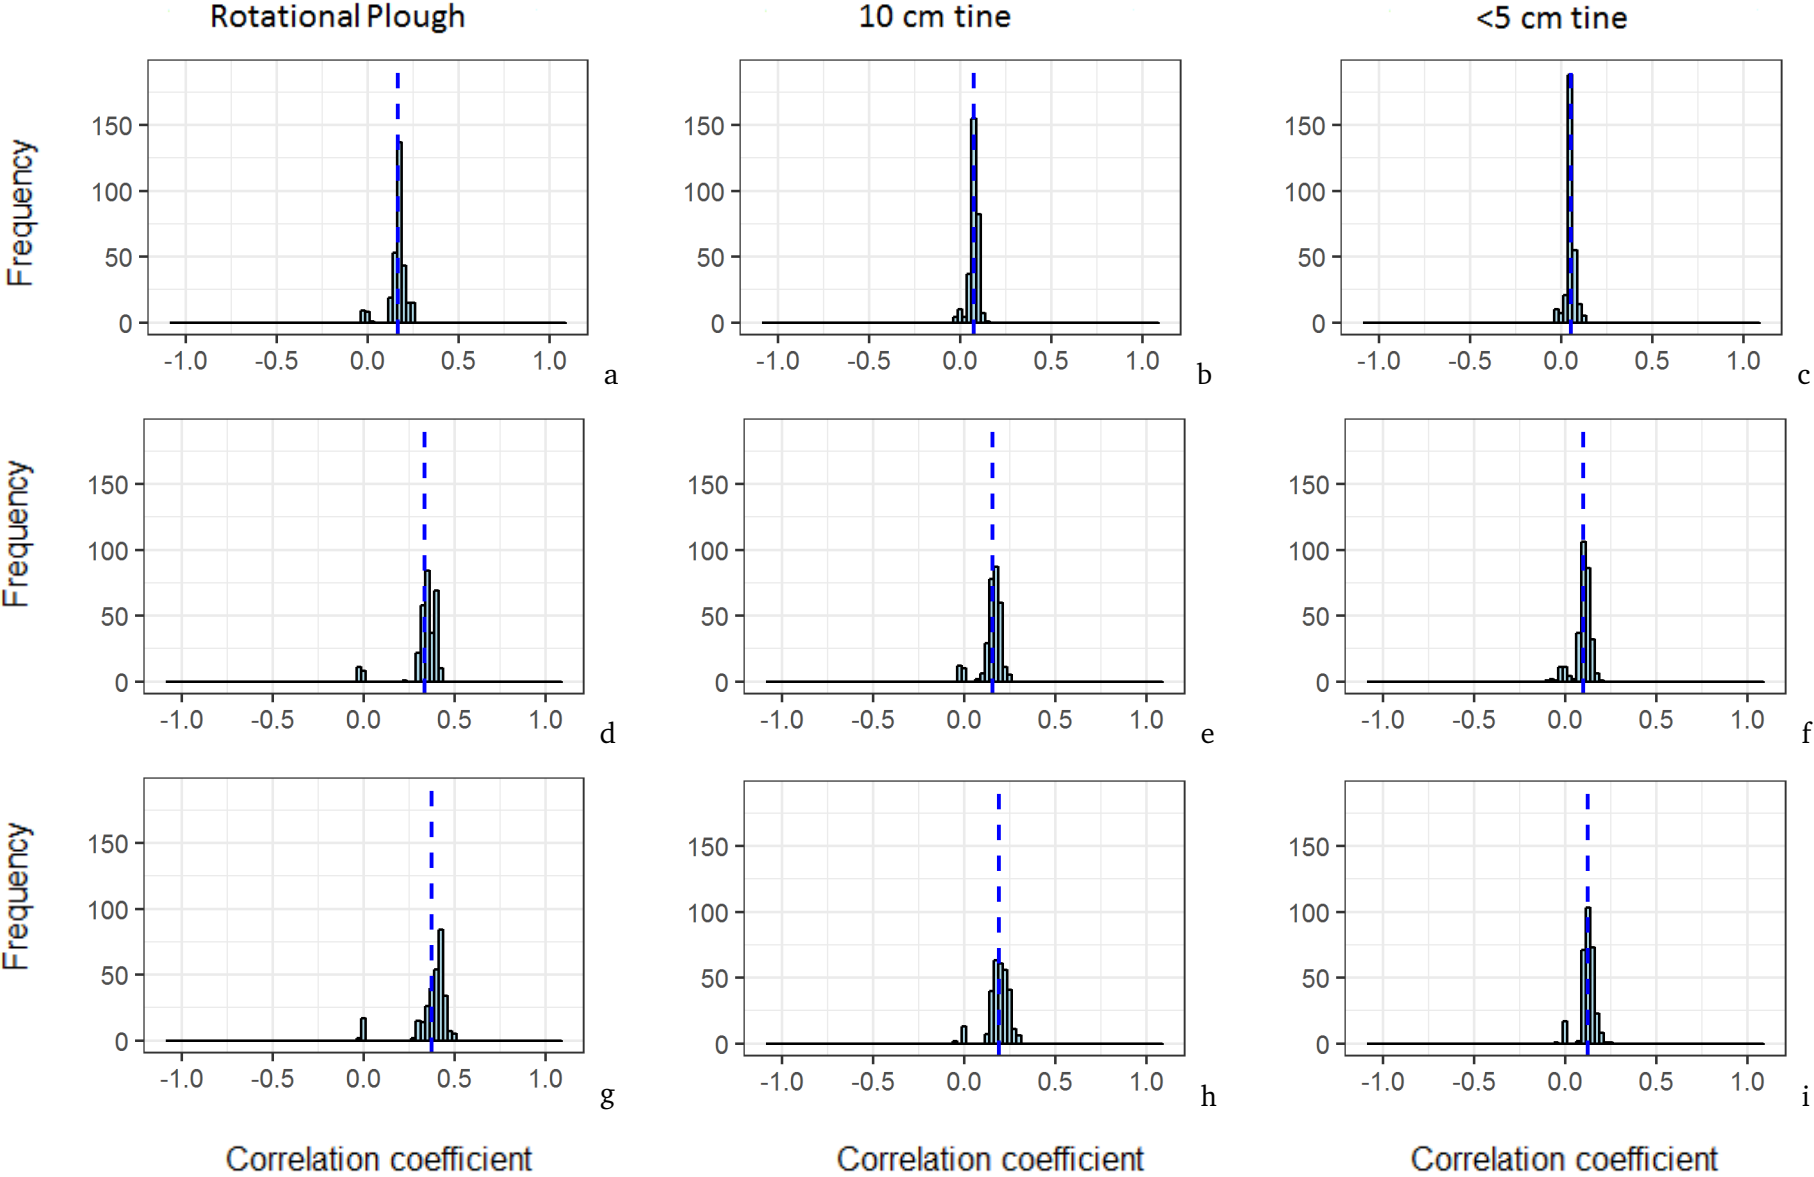 Rotational Plough 10 cm tine <5 cm tine
Frequency
150 150 150
100 100 100
50 50 50
0 0 0
-1.0 -0.5 0.0 0.5 1.0 -1.0 -0.5 0.0 0.5 1.0 -1.0 -0.5 0.0 0.5 1.0
a b c
Frequency
150 150 150
100 100 100
50 50 50
0 0 0
-1.0 -0.5 0.0 0.5 1.0 -1.0 -0.5 0.0 0.5 1.0 -1.0 -0.5 0.0 0.5 1.0
d e f
Frequency
150 150 150
100 100 100
50 50 50
0 0 0
-1.0 -0.5 0.0 0.5 1.0 -1.0 -0.5 0.0 0.5 1.0 -1.0 -0.5 0.0 0.5 1.0
g h i
Correlation coefficient Correlation coefficient Correlation coefficient